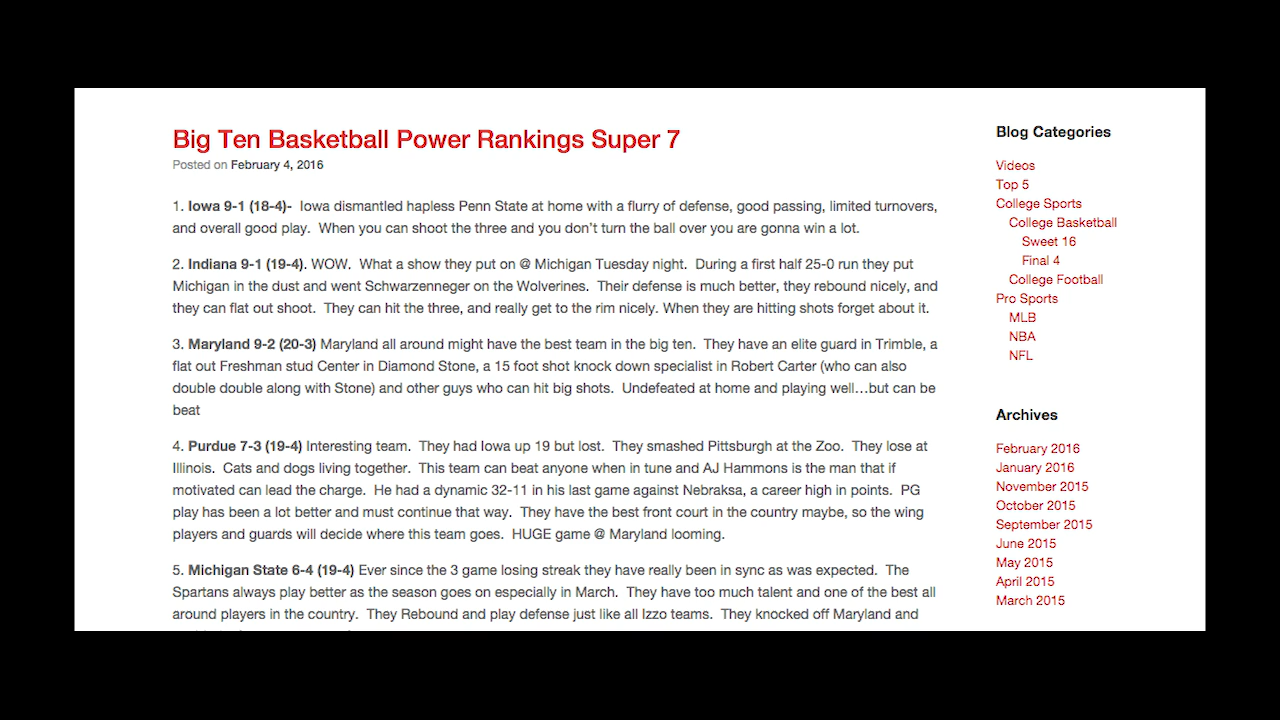 Big Ten Basketball Power Rankings Super 7
Posted on February 4, 2016
1. Iowa 9-1 (18-4)- Iowa dismantled hapless Penn State at home with a flurry of defense, good passing, limited turnovers,
and overall good play. When you can shoot the three and you don't turn the ball over you are gonna win a lot.
2. Indiana 9-1 (19-4). WOW. What a show they put on @ Michigan Tuesday night. During a first half 25-0 run they put
Michigan in the dust and went Schwarzenneger on the Wolverines. Their defense is much better, they rebound nicely, and
they can flat out shoot. They can hit the three, and really get to the rim nicely. When they are hitting shots forget about it.
3. Maryland 9-2 (20-3) Maryland all around might have the best team in the big ten. They have an elite guard in Trimble, a
flat out Freshman stud Center in Diamond Stone, a 15 foot shot knock down specialist in Robert Carter (who can also
double double along with Stone) and other guys who can hit big shots. Undefeated at home and playing well…but can be
beat
4. Purdue 7-3 (19-4) Interesting team. They had Iowa up 19 but lost. They smashed Pittsburgh at the Zoo. They lose at
Illinois. Cats and dogs living together. This team can beat anyone when in tune and AJ Hammons is the man that if
motivated can lead the charge. He had a dynamic 32-11 in his last game against Nebraksa, a career high in points. PG
play has been a lot better and must continue that way. They have the best front court in the country maybe, so the wing
players and guards will decide where this team goes. HUGE game @ Maryland looming.
5. Michigan State 6-4 (19-4) Ever since the 3 game losing streak they have really been in sync as was expected. The
Spartans always play better as the season goes on especially in March. They have too much talent and one of the best all
around players in the country. They Rebound and play defense just like all Izzo teams. They knocked off Maryland and
Blog Categories
Videos
Top 5
College Sports
College Basketball
Sweet 16
Final 4
College Football
Pro Sports
MLB
NBA
NFL
Archives
February 2016
January 2016
November 2015
October 2015
September 2015
June 2015
May 2015
April 2015
March 2015